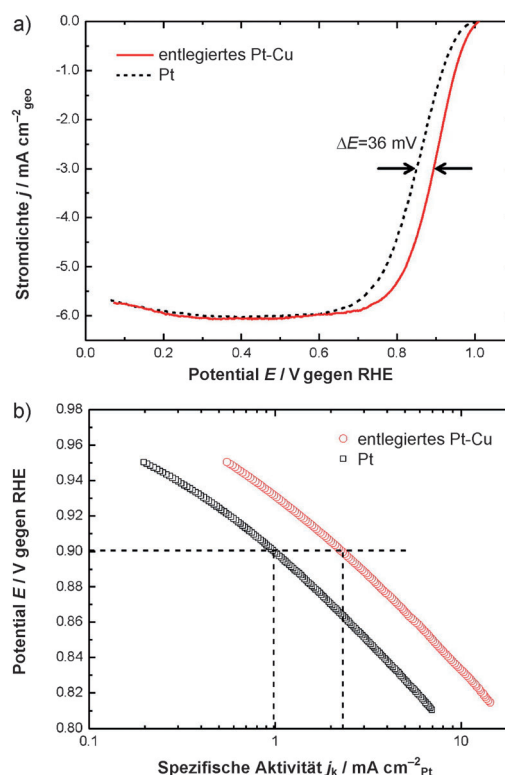 a)
0.0
-1.0
-2.0
-3.0
-4.0
-5.0
-6.0
Stromdichte j / mA cm⁻²geo
entlegiertes Pt-Cu
Pt
ΔE=36 mV
0.0 0.2 0.4 0.6 0.8 1.0
Potential E / V gegen RHE
b)
0.98
0.96
0.94
0.92
0.90
0.88
0.86
0.84
0.82
0.80
Potential E / V gegen RHE
entlegiertes Pt-Cu
Pt
0.1 1 10
Spezifische Aktivität jk / mA cm⁻²Pt